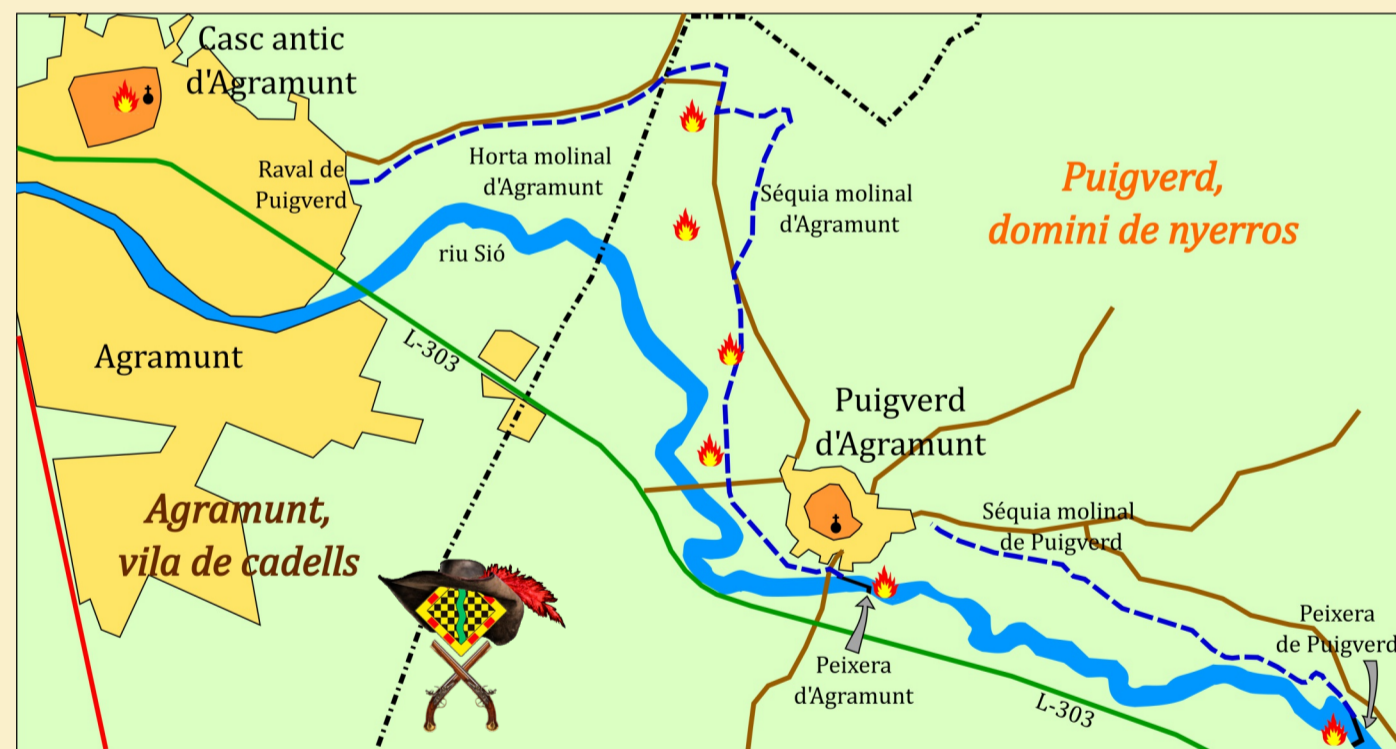 Casc antic
d'Agramunt
Raval de
Puigverd
Horta molinal
d'Agramunt
Séquia molinal
d'Agramunt
Puigverd,
domini de nyerros
riu Sió
L-303
Agramunt
Puigverd
d'Agramunt
Agramunt,
vila de cadells
Séquia molinal
de Puigverd
Peixera
de Puigverd
Peixera
d'Agramunt
L-303